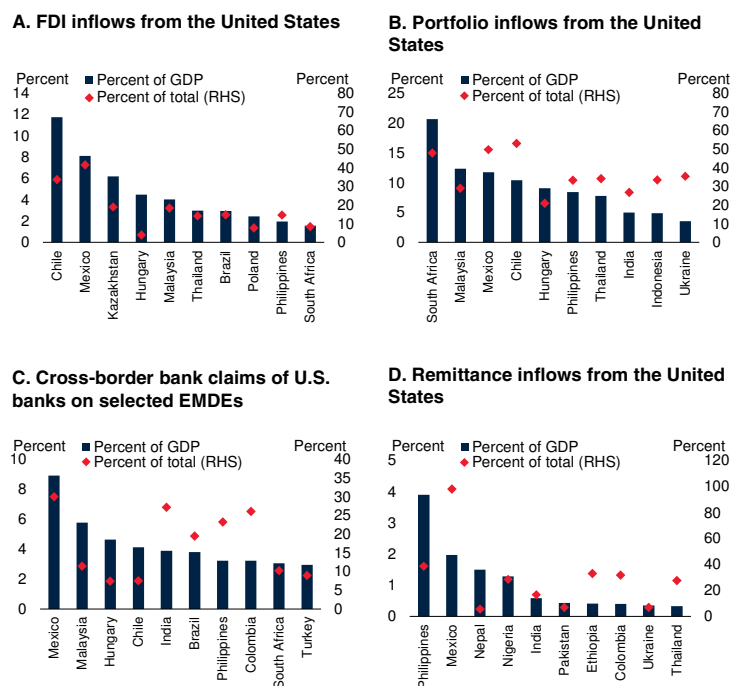 A. FDI inflows from the United States
Percent
Percent of GDP
Percent of total (RHS)
Percent
14
12
10
8
6
4
2
0
80
70
60
50
40
30
20
10
0
Chile
Mexico
Kazakhstan
Hungary
Malaysia
Thailand
Brazil
Poland
Philippines
South Africa
B. Portfolio inflows from the United
States
Percent
Percent of GDP
Percent of total (RHS)
Percent
25
20
15
10
5
0
80
70
60
50
40
30
20
10
0
South Africa
Malaysia
Mexico
Chile
Hungary
Philippines
Thailand
India
Indonesia
Ukraine
C. Cross-border bank claims of U.S.
banks on selected EMDEs
Percent
Percent of GDP
Percent of total (RHS)
Percent
10
8
6
4
2
0
40
35
30
25
20
15
10
5
0
Mexico
Malaysia
Hungary
Chile
India
Brazil
Philippines
Colombia
South Africa
Turkey
D. Remittance inflows from the United
States
Percent
Percent of GDP
Percent of total (RHS)
Percent
5
4
3
2
1
0
120
100
80
60
40
20
0
Philippines
Mexico
Nepal
Nigeria
India
Pakistan
Ethiopia
Colombia
Ukraine
Thailand